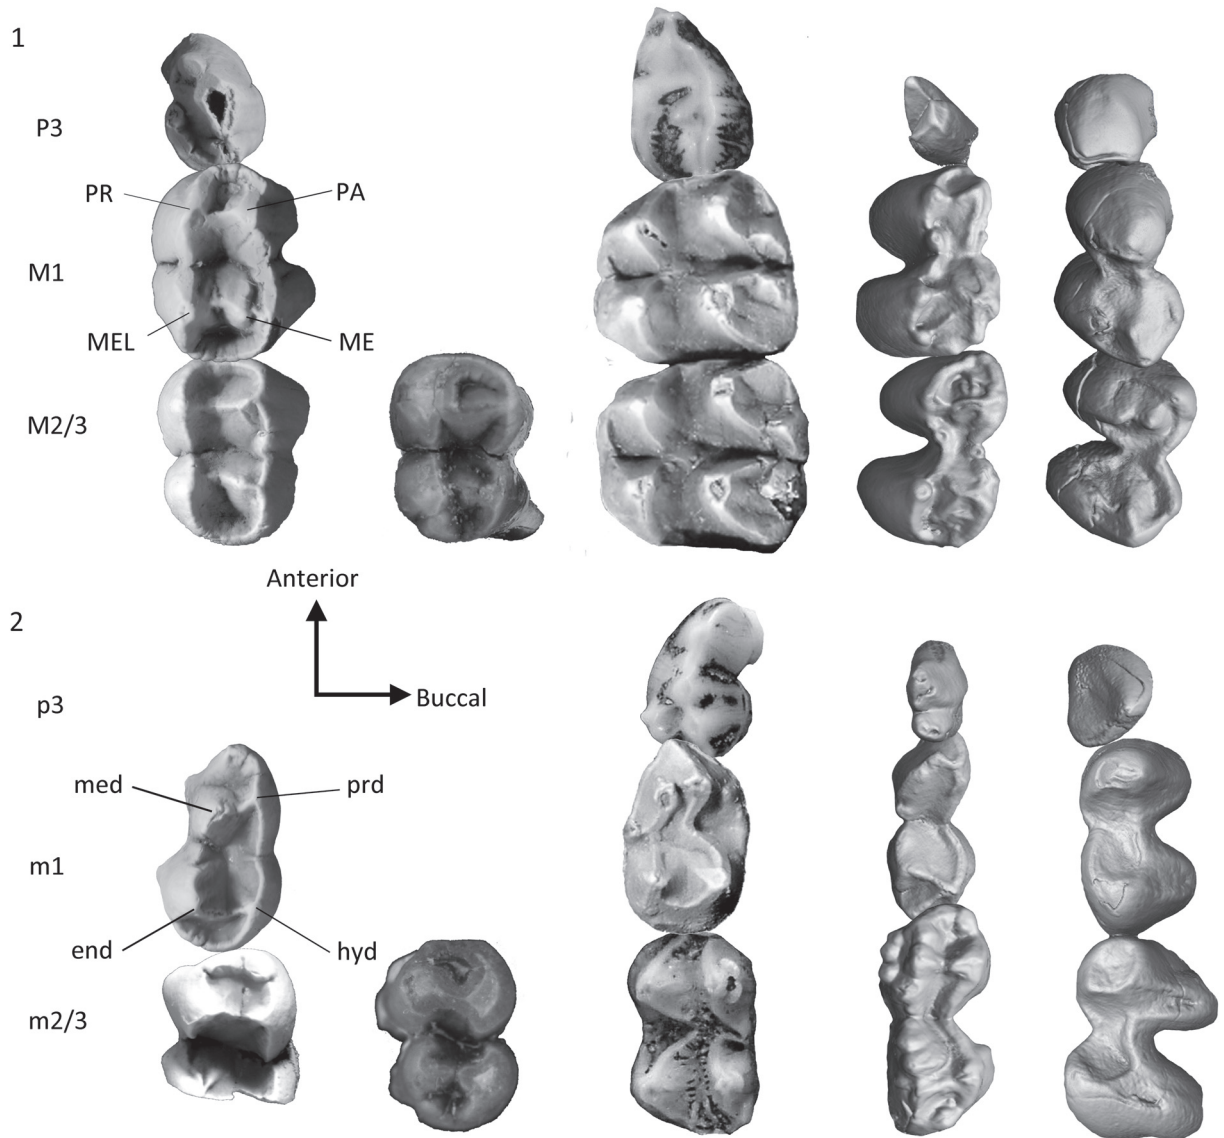 1
P3
PR PA
M1
MEL ME
M2/3
Anterior
2
Buccal
p3
med prd
m1
end hyd
m2/3